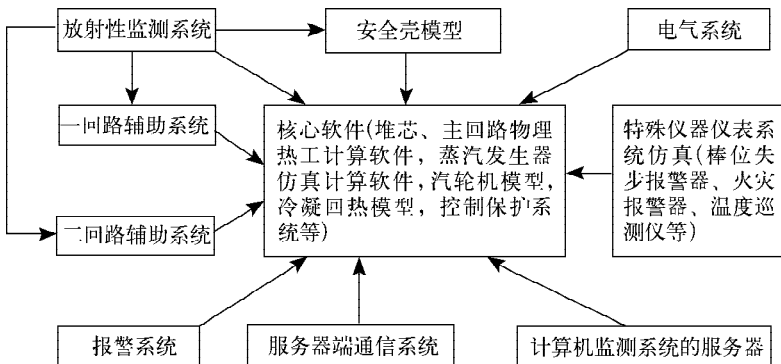 放射性监测系统
安全壳模型
电气系统
一回路辅助系统
二回路辅助系统
核心软件(堆芯、主回路物理
热工计算软件，蒸汽发生器
仿真计算软件，汽轮机模型，
冷凝回热模型，控制保护系
统等)
特殊仪器仪表系
统仿真(棒位失
步报警器、火灾
报警器、温度巡
测仪等)
报警系统
服务器端通信系统
计算机监测系统的服务器